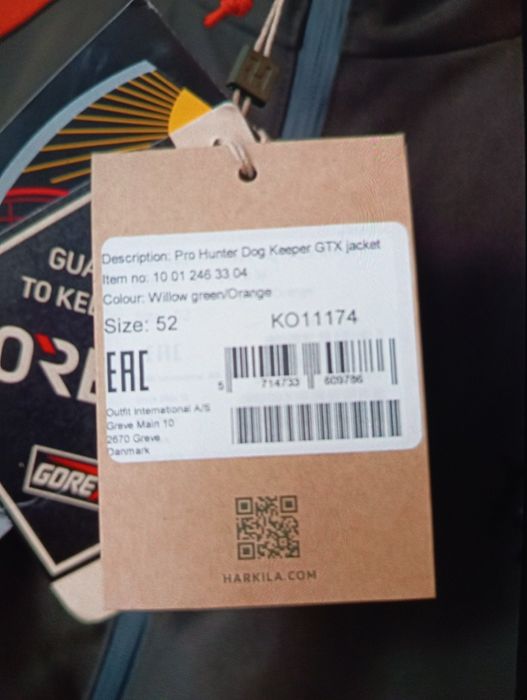 GUA
TO KE
ORE
GORE
Description: Pro Hunter Dog Keeper GTX jacket
Item no: 10 01 246 33 04
Colour: Willow green/Orange
Size: 52 KO11174
EAC
5 714733 609786
Outfit International A/S
Greve Main 10
2670 Greve
Danmark
HARKILA.COM